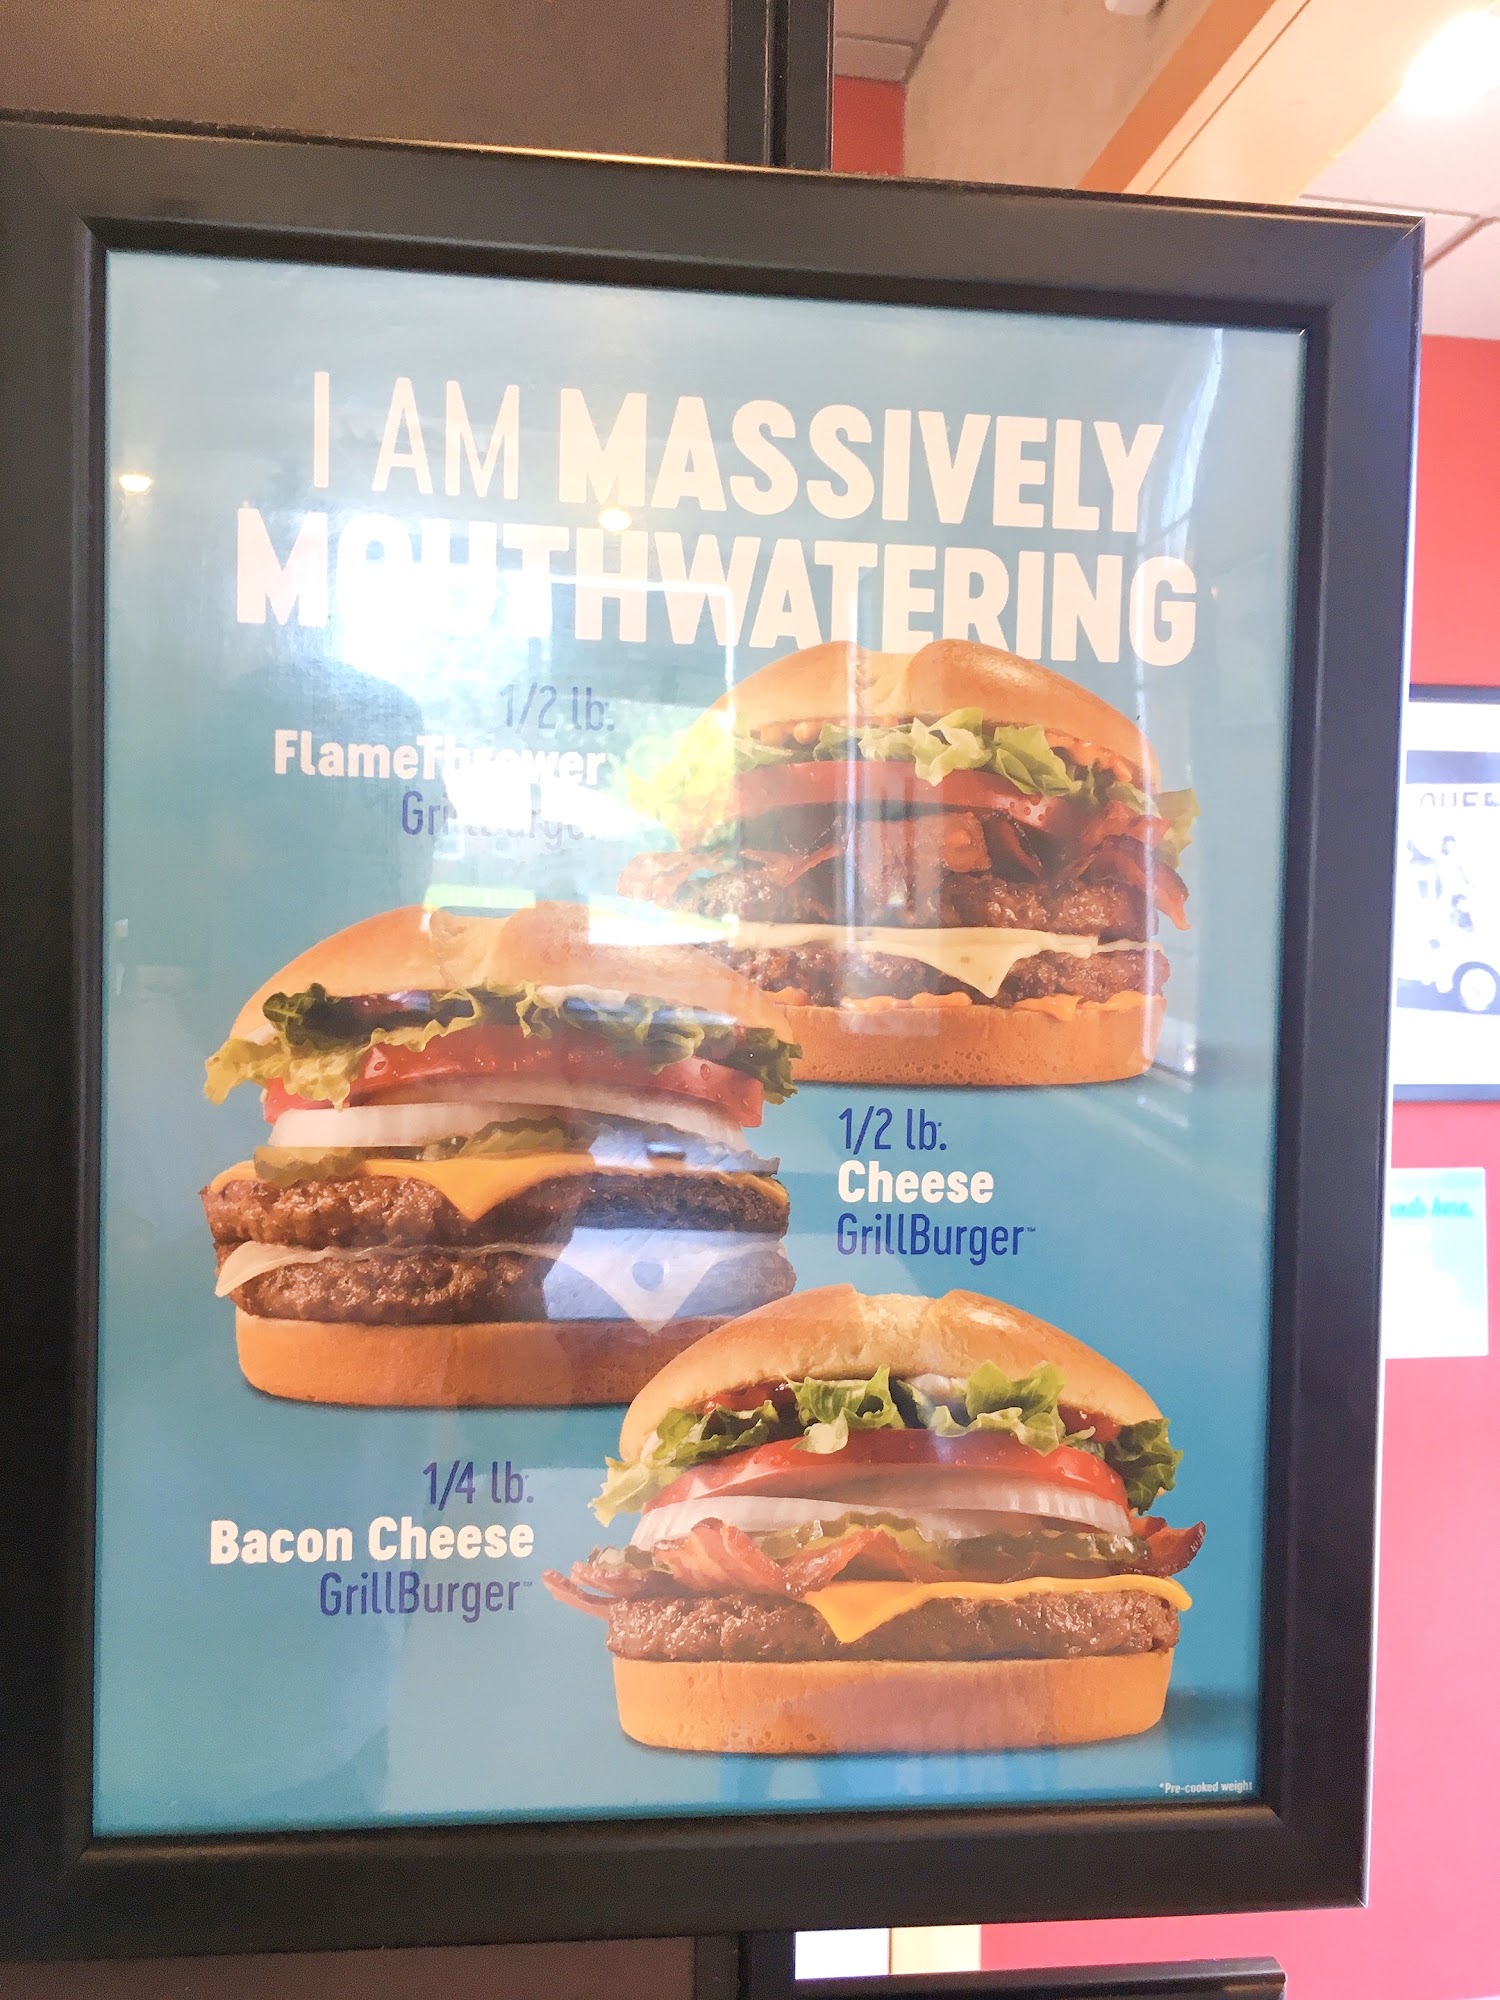 I AM MASSIVELY
MOUTHWATERING
1/2 lb.*
FlameThrower
GrillBurger
1/2 lb.*
Cheese
GrillBurger™
1/4 lb.*
Bacon Cheese
GrillBurger™
*Pre-cooked weight